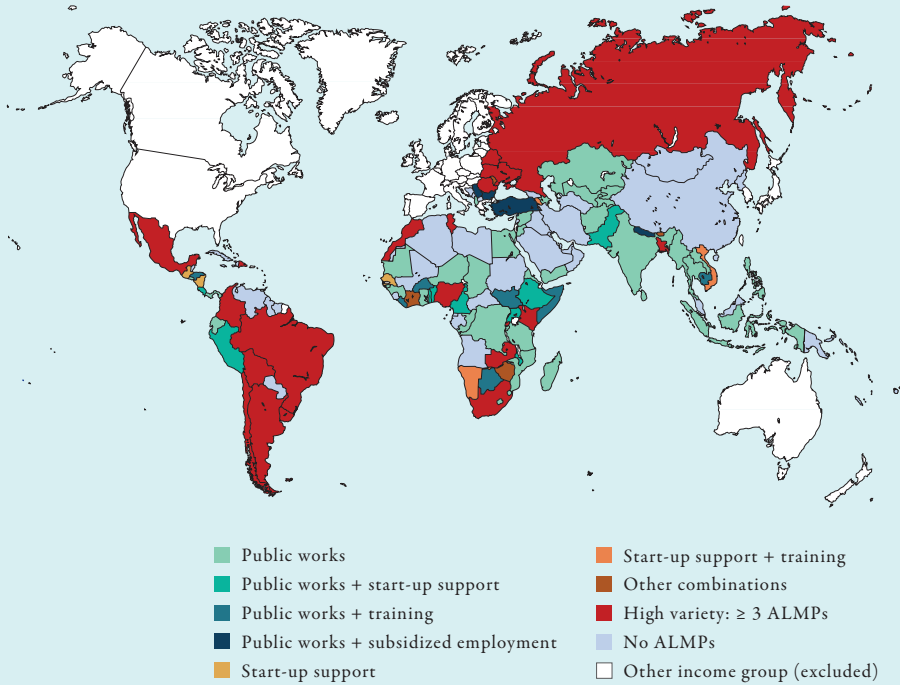 Public works
Public works + start-up support
Public works + training
Public works + subsidized employment
Start-up support
Start-up support + training
Other combinations
High variety: ≥ 3 ALMPs
No ALMPs
Other income group (excluded)